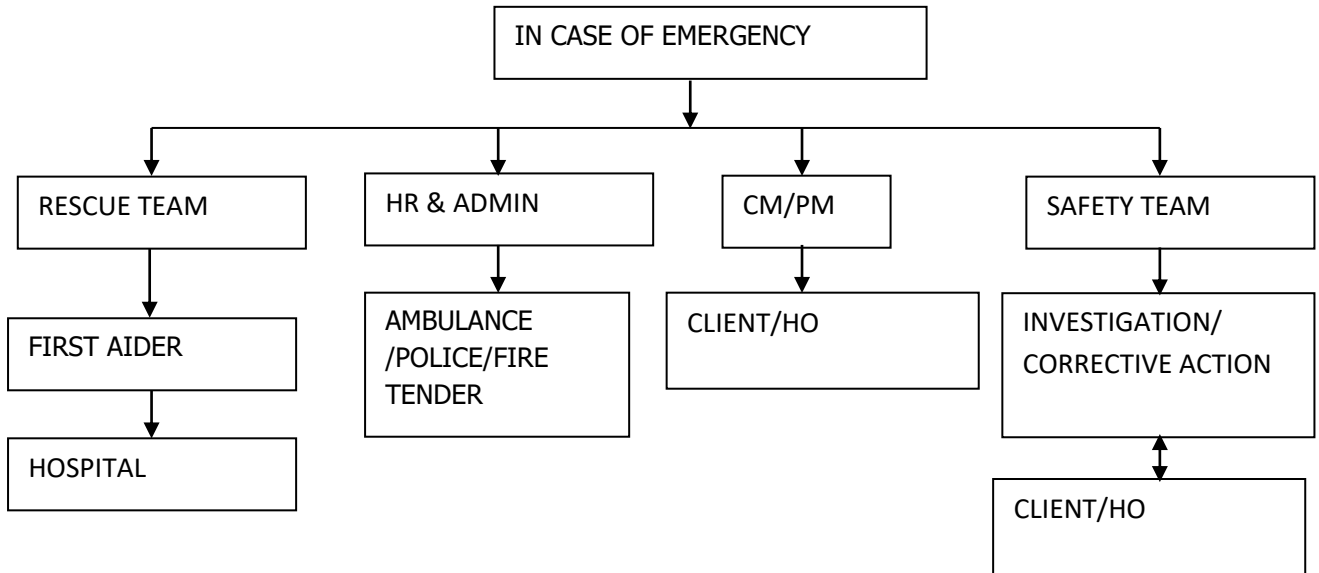 IN CASE OF EMERGENCY
RESCUE TEAM
HR & ADMIN
CM/PM
SAFETY TEAM
FIRST AIDER
AMBULANCE
/POLICE/FIRE
TENDER
CLIENT/HO
INVESTIGATION/
CORRECTIVE ACTION
HOSPITAL
CLIENT/HO